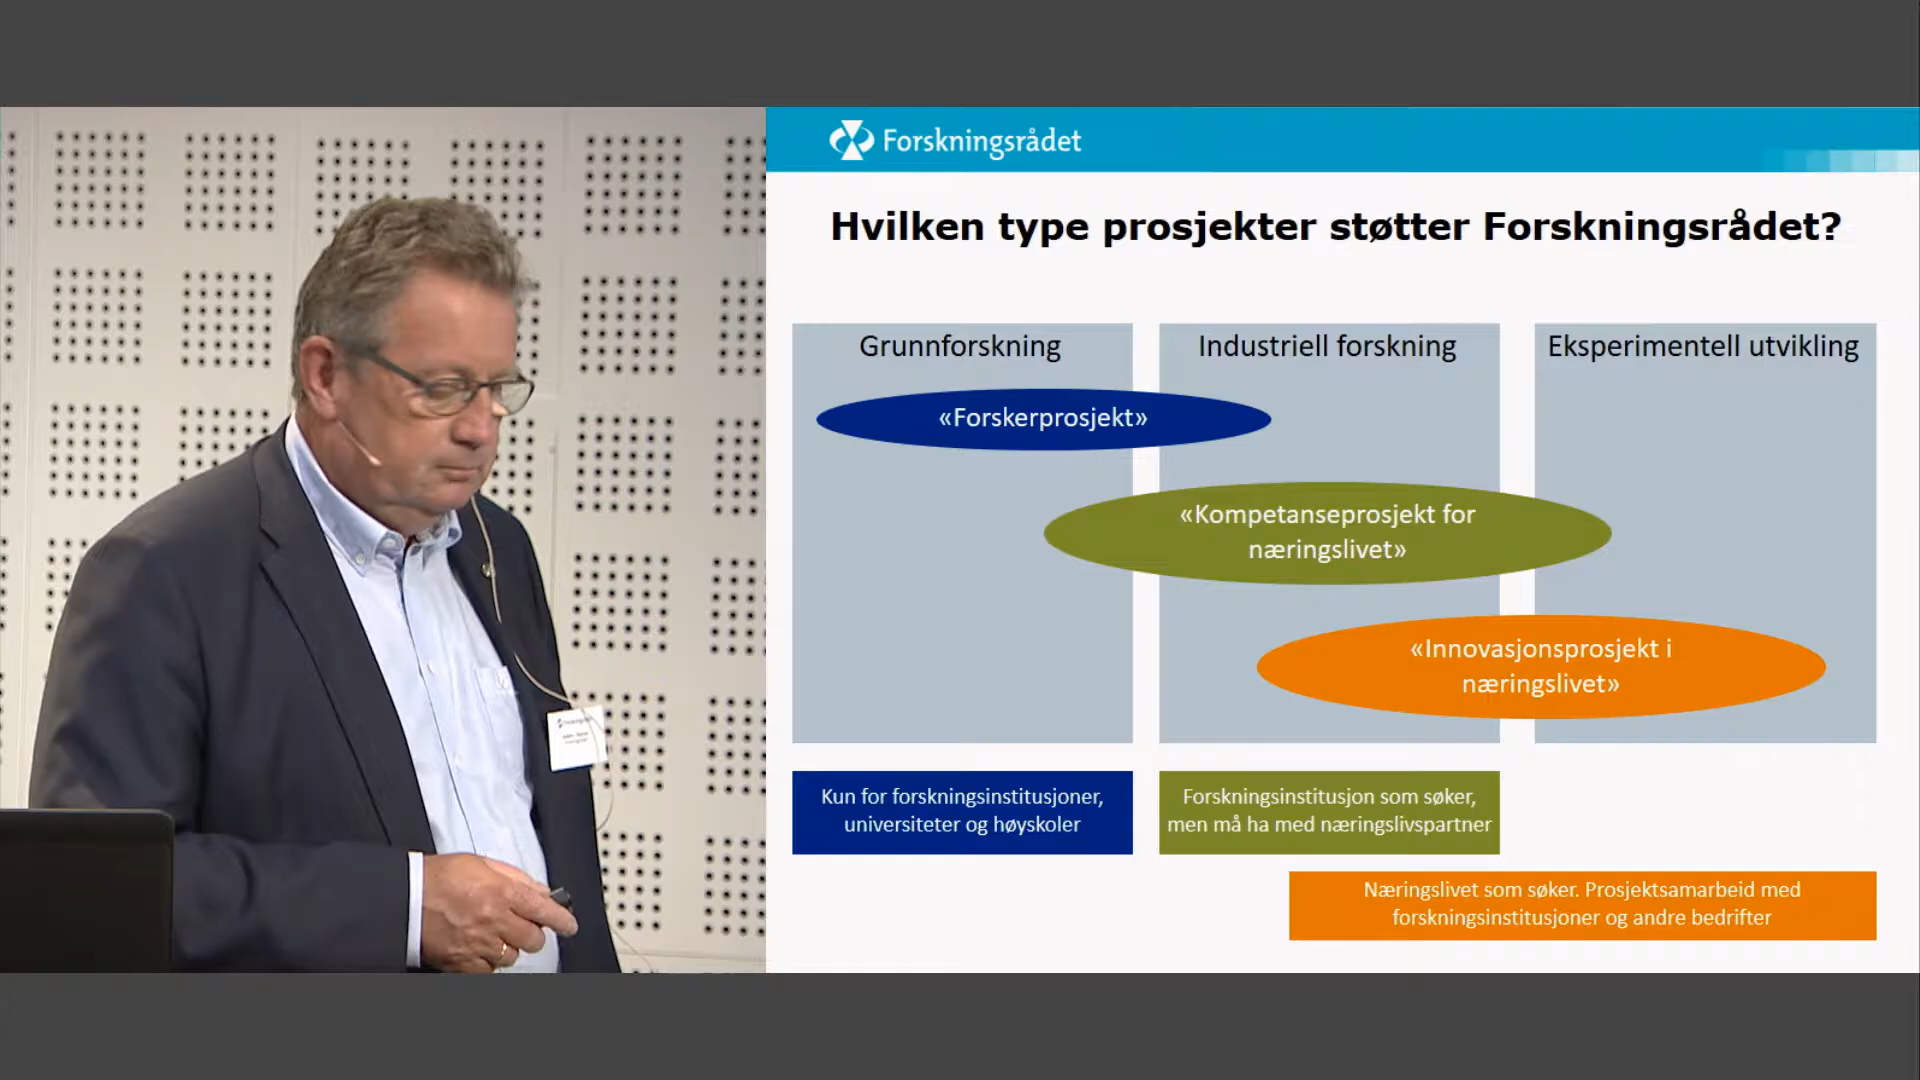 Forskningsrådet
Hvilken type prosjekter støtter Forskningsrådet?
Grunnforskning
Industriell forskning
Eksperimentell utvikling
«Forskerprosjekt»
«Kompetanseprosjekt for
næringslivet»
«Innovasjonsprosjekt i
næringslivet»
Kun for forskningsinstitusjoner,
universiteter og høyskoler
Forskningsinstitusjon som søker,
men må ha med næringslivspartner
Næringslivet som søker. Prosjektsamarbeid med
forskningsinstitusjoner og andre bedrifter